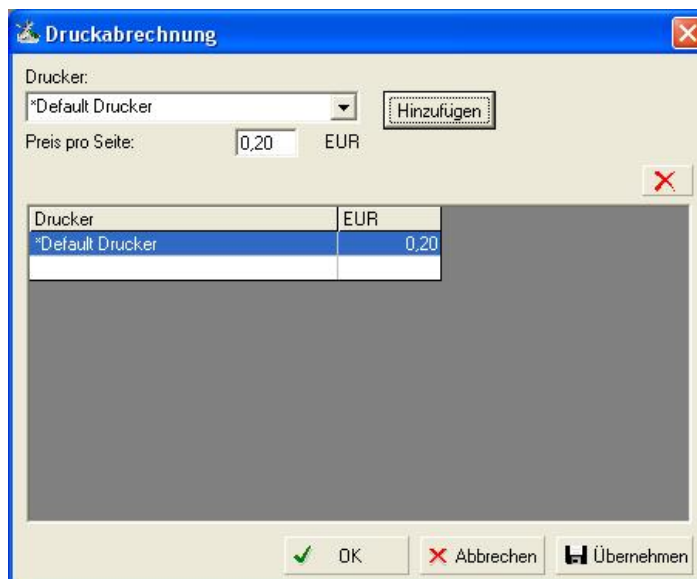 Druckabrechnung
Drucker:
*Default Drucker
Hinzufügen
Preis pro Seite: 0,20 EUR
Drucker EUR
*Default Drucker 0,20
OK Abbrechen Übernehmen